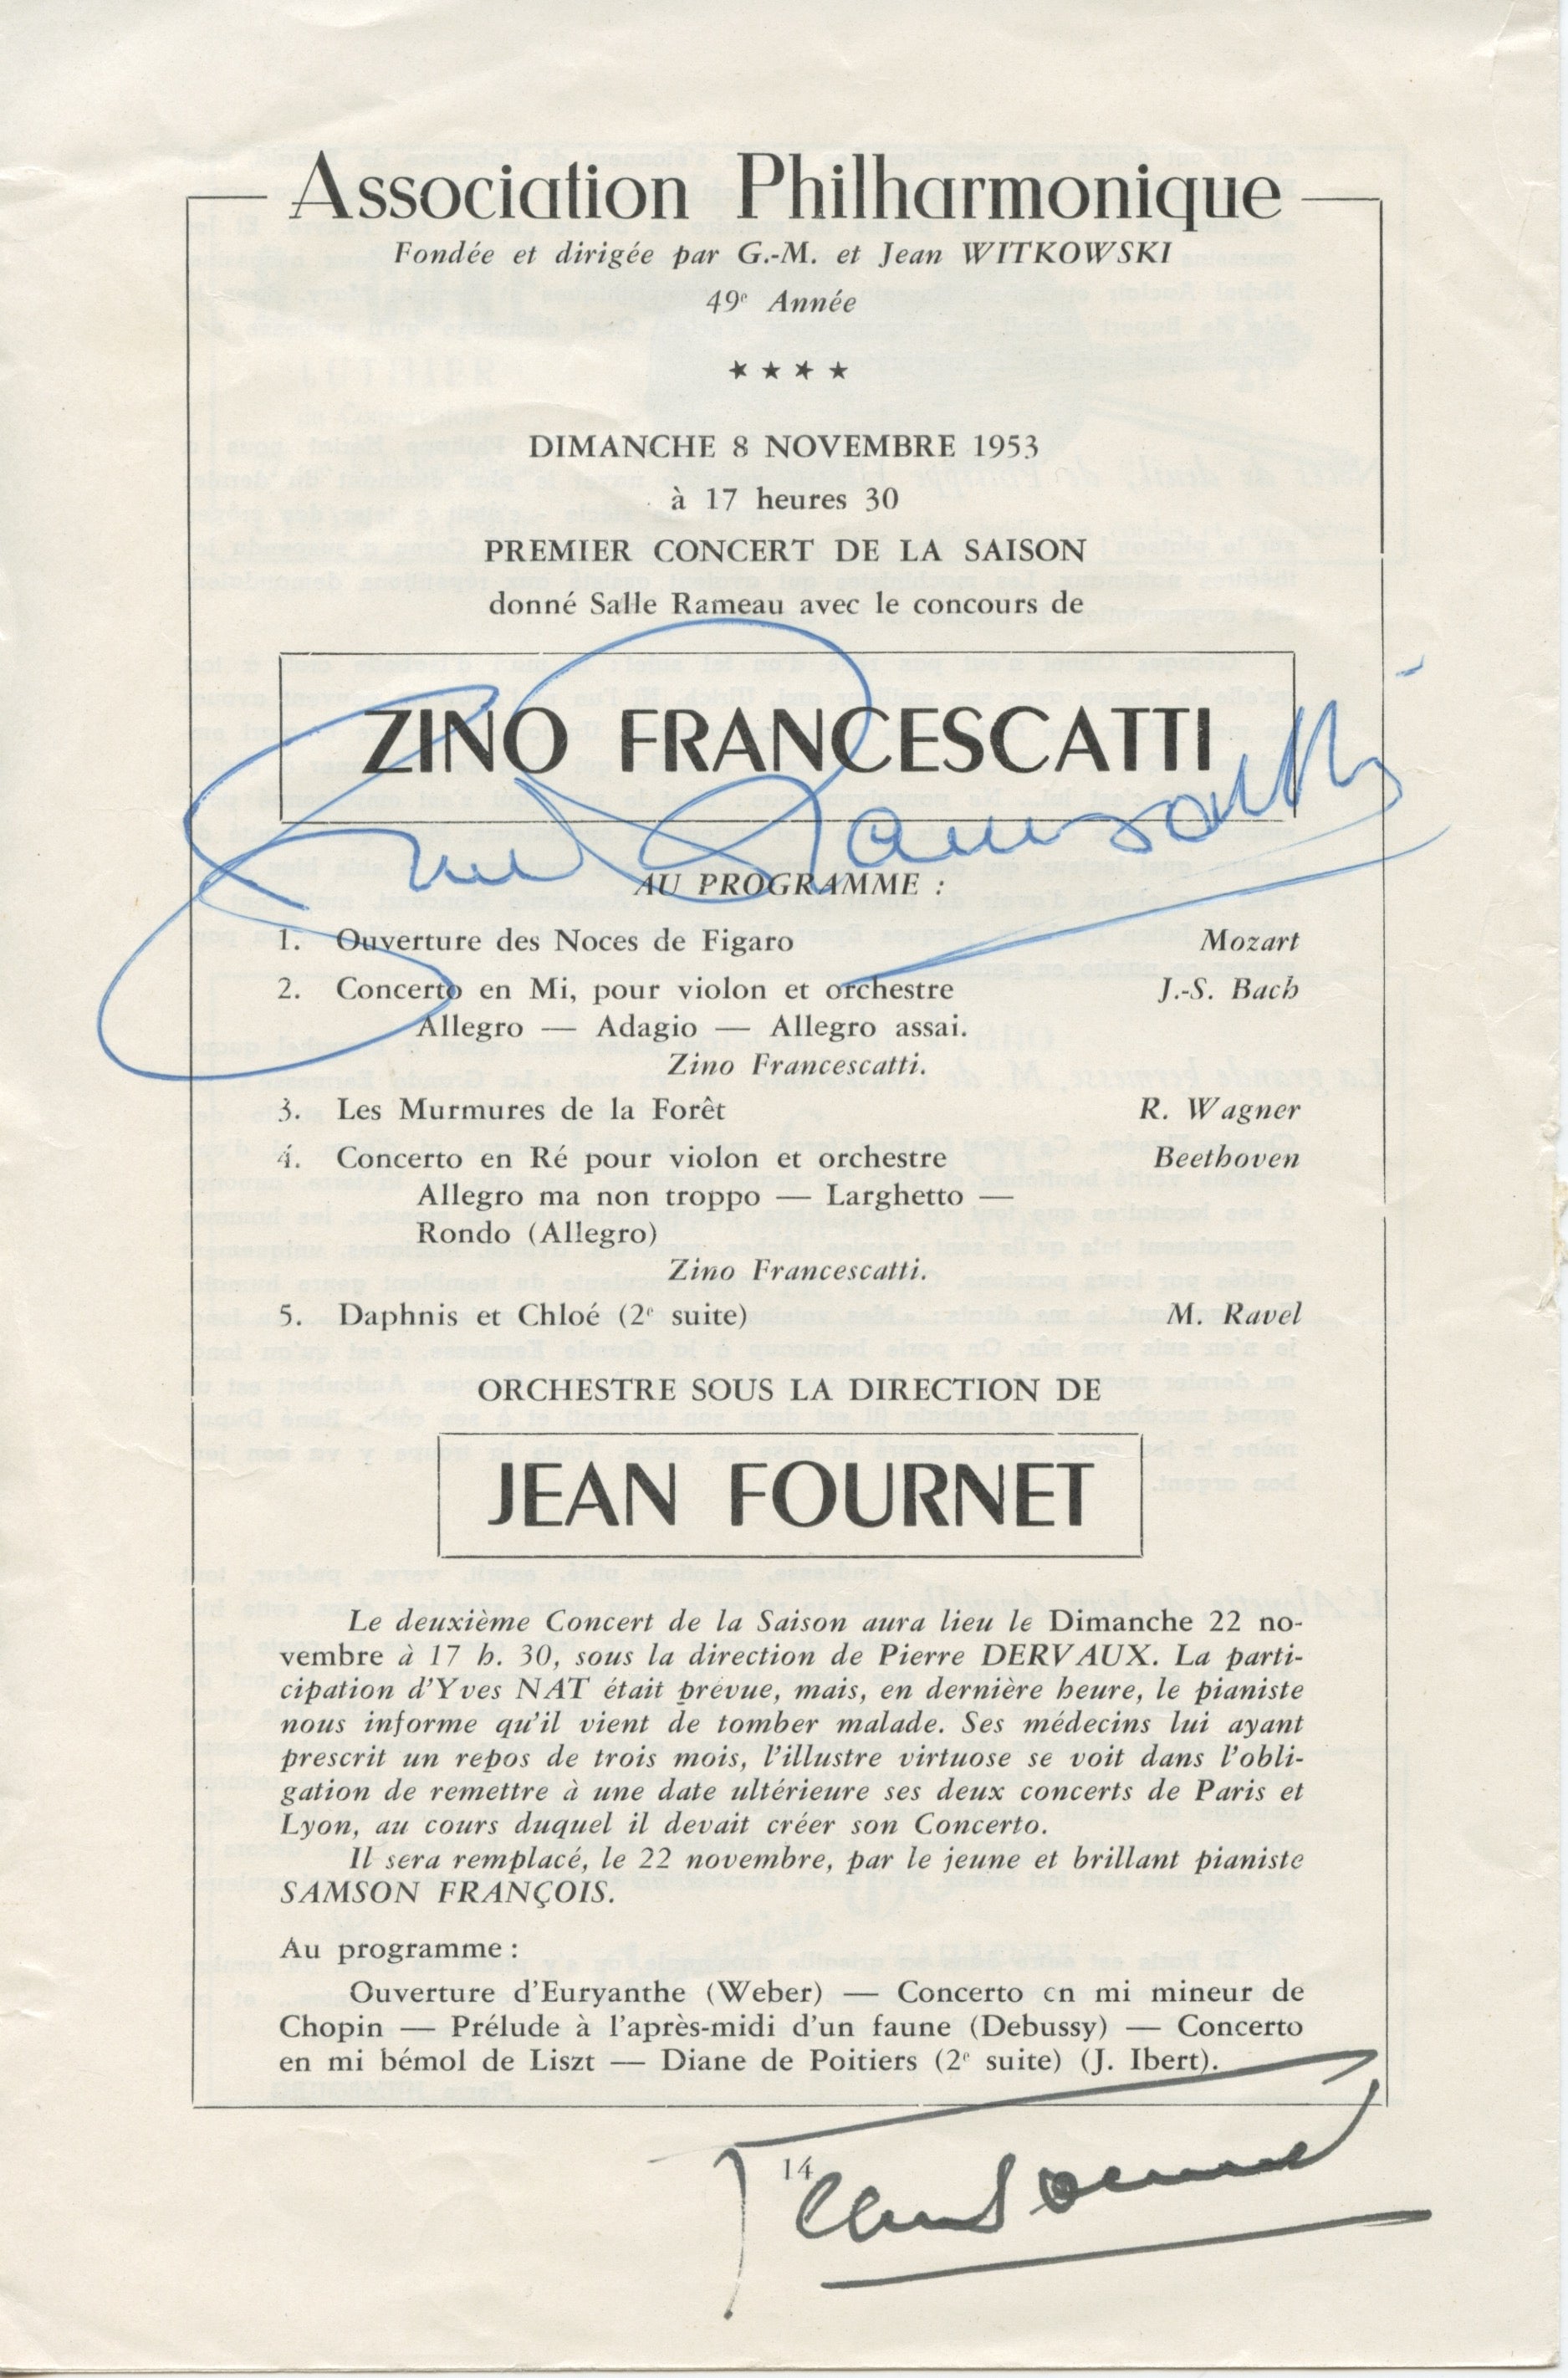 Association Philharmonique
Fondée et dirigée par G.-M. et Jean WITKOWSKI
49e Année
★ ★ ★ ★
DIMANCHE 8 NOVEMBRE 1953
à 17 heures 30
PREMIER CONCERT DE LA SAISON
donné Salle Rameau avec le concours de
ZINO FRANCESCATTI
Zino Francescatti
AU PROGRAMME :
1. Ouverture des Noces de Figaro Mozart
2. Concerto en Mi, pour violon et orchestre J.-S. Bach
Allegro — Adagio — Allegro assai.
Zino Francescatti.
3. Les Murmures de la Forêt R. Wagner
4. Concerto en Ré pour violon et orchestre Beethoven
Allegro ma non troppo — Larghetto —
Rondo (Allegro)
Zino Francescatti.
5. Daphnis et Chloé (2e suite) M. Ravel
ORCHESTRE SOUS LA DIRECTION DE
JEAN FOURNET
Le deuxième Concert de la Saison aura lieu le Dimanche 22 no-
vembre à 17 h. 30, sous la direction de Pierre DERVAUX. La parti-
cipation d'Yves NAT était prévue, mais, en dernière heure, le pianiste
nous informe qu'il vient de tomber malade. Ses médecins lui ayant
prescrit un repos de trois mois, l'illustre virtuose se voit dans l'obli-
gation de remettre à une date ultérieure ses deux concerts de Paris et
Lyon, au cours duquel il devait créer son Concerto.
Il sera remplacé, le 22 novembre, par le jeune et brillant pianiste
SAMSON FRANÇOIS.
Au programme :
Ouverture d'Euryanthe (Weber) — Concerto en mi mineur de
Chopin — Prélude à l'après-midi d'un faune (Debussy) — Concerto
en mi bémol de Liszt — Diane de Poitiers (2e suite) (J. Ibert).
14
Jean Fournet